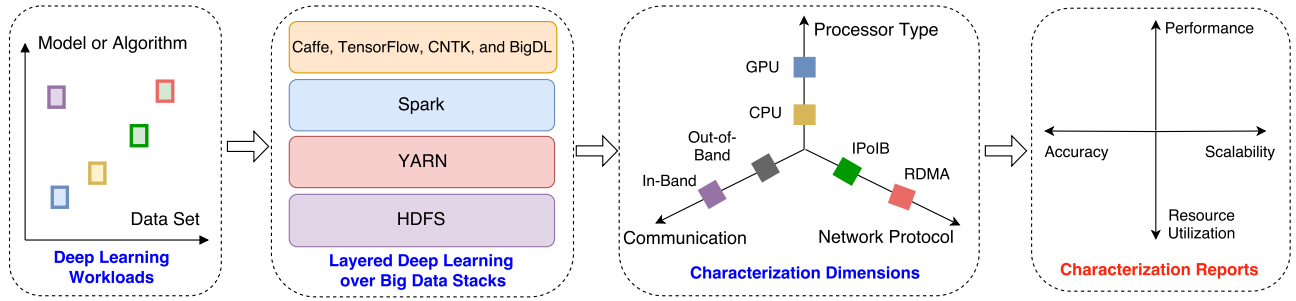 Model or Algorithm
Data Set
Deep Learning
Workloads
Caffe, TensorFlow, CNTK, and BigDL
Spark
YARN
HDFS
Layered Deep Learning
over Big Data Stacks
Processor Type
GPU
CPU
Out-of-
Band
In-Band
IPoIB
RDMA
Communication
Network Protocol
Characterization Dimensions
Performance
Accuracy
Scalability
Resource
Utilization
Characterization Reports